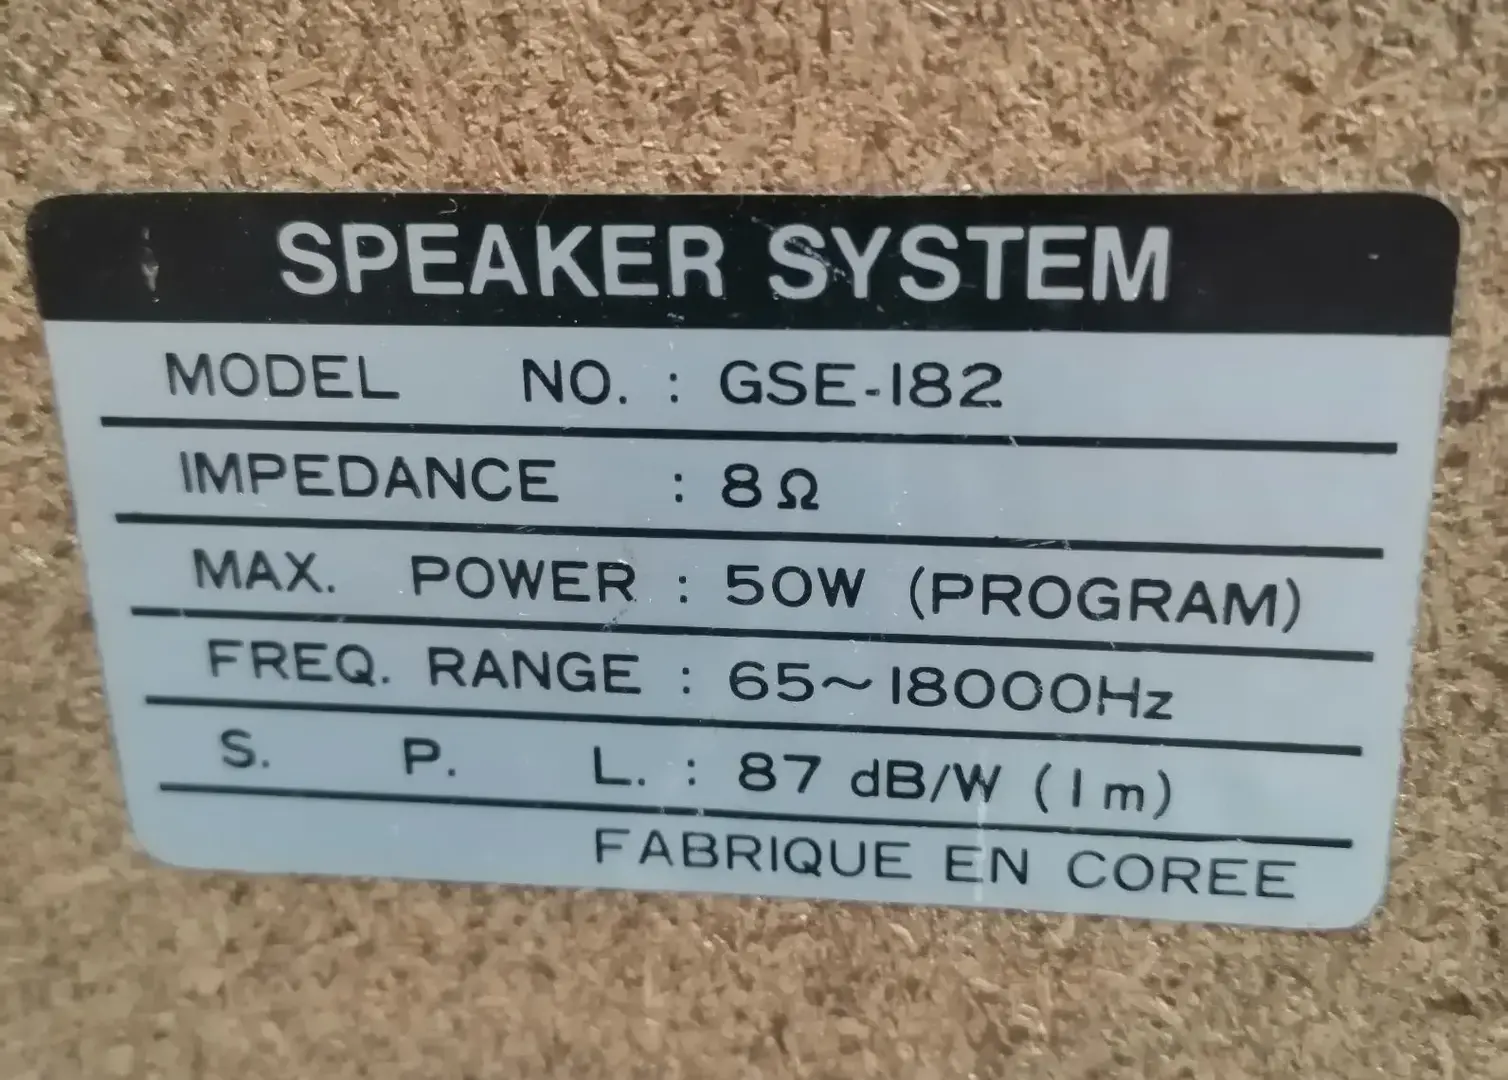 SPEAKER SYSTEM
MODEL NO. : GSE-182
IMPEDANCE : 8Ω
MAX. POWER : 50W (PROGRAM)
FREQ. RANGE : 65~18000Hz
S. P. L. : 87 dB/W (1 m)
FABRIQUE EN COREE